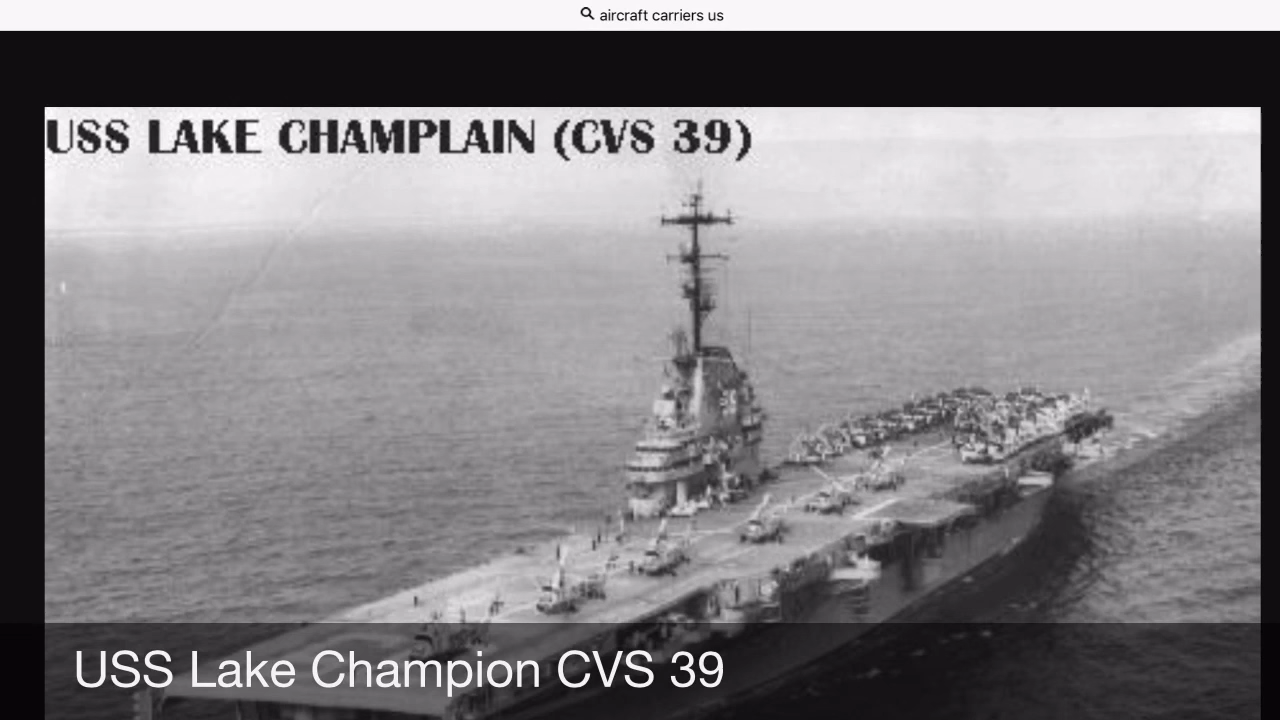 aircraft carriers us
USS LAKE CHAMPLAIN (CVS 39)
USS Lake Champion CVS 39